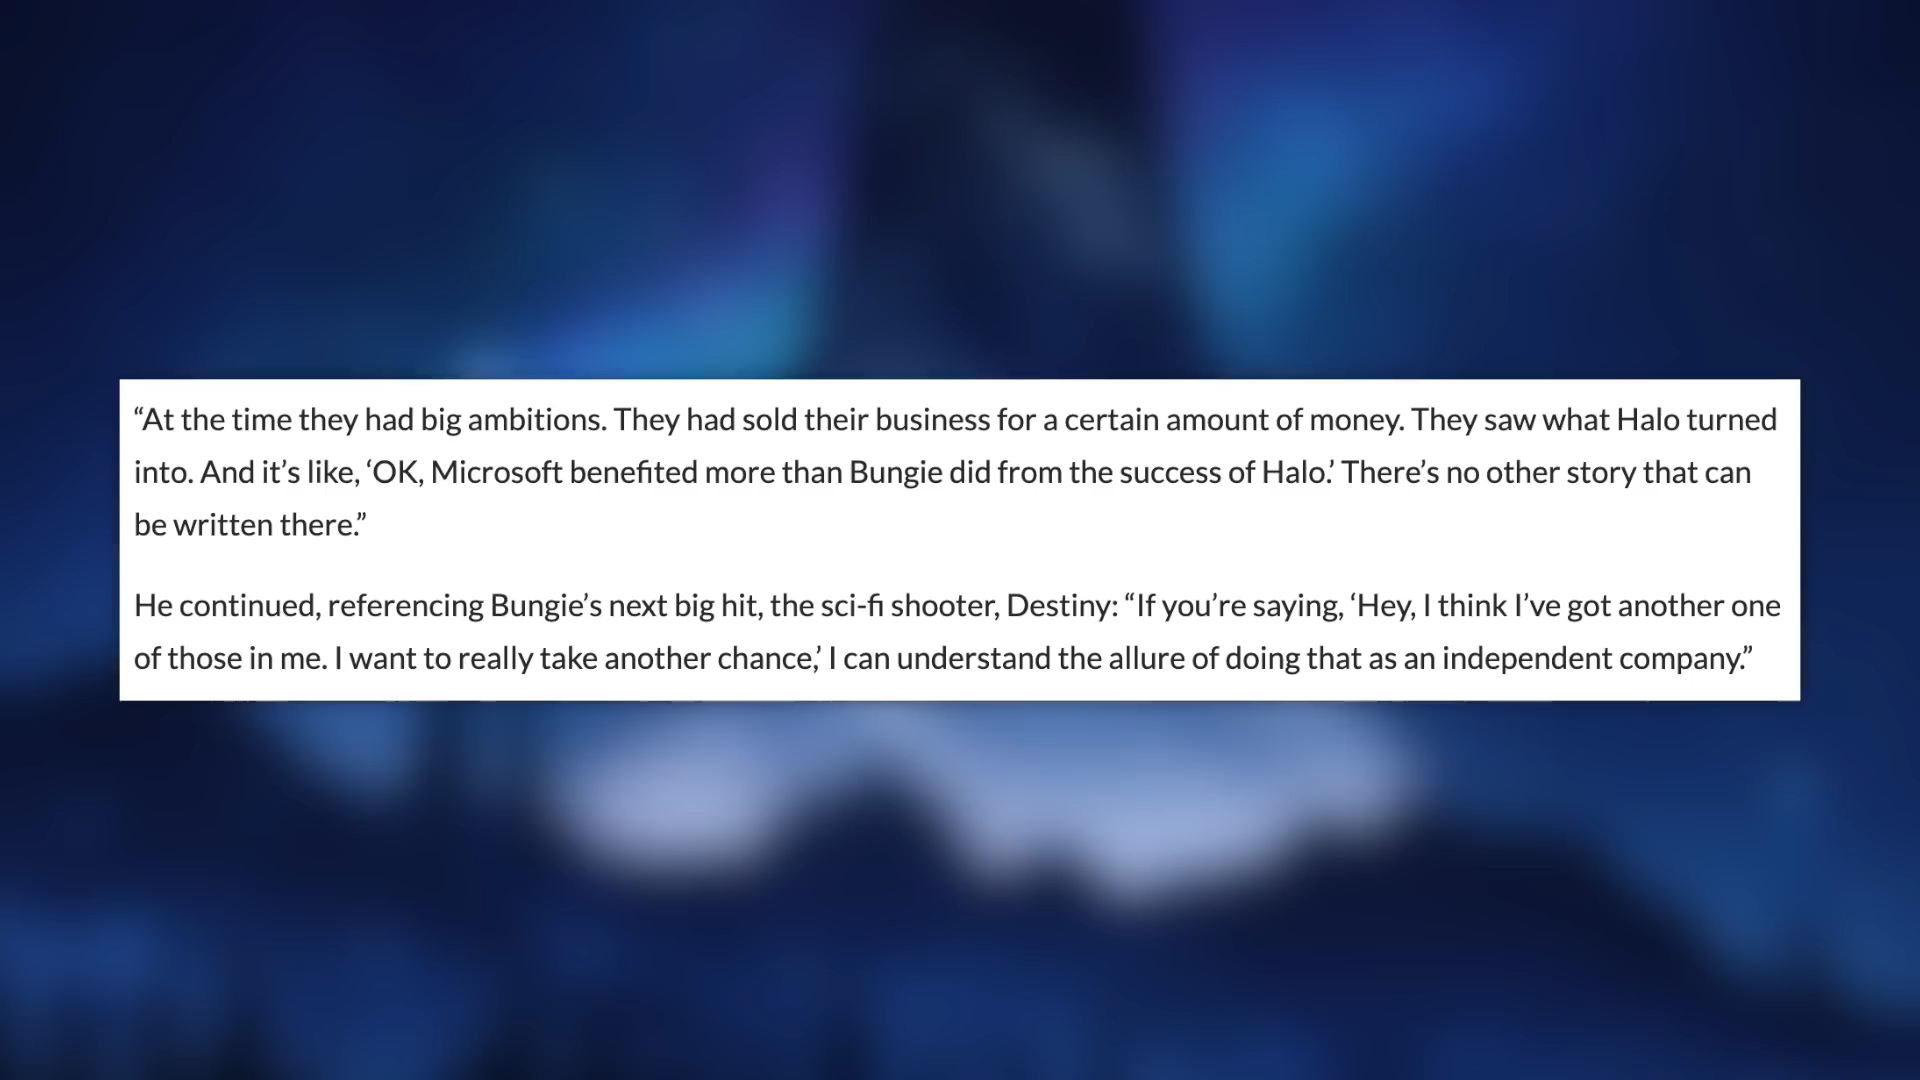 “At the time they had big ambitions. They had sold their business for a certain amount of money. They saw what Halo turned
into. And it’s like, ‘OK, Microsoft benefited more than Bungie did from the success of Halo.’ There’s no other story that can
be written there.”
He continued, referencing Bungie’s next big hit, the sci-fi shooter, Destiny: “If you’re saying, ‘Hey, I think I’ve got another one
of those in me. I want to really take another chance,’ I can understand the allure of doing that as an independent company.”